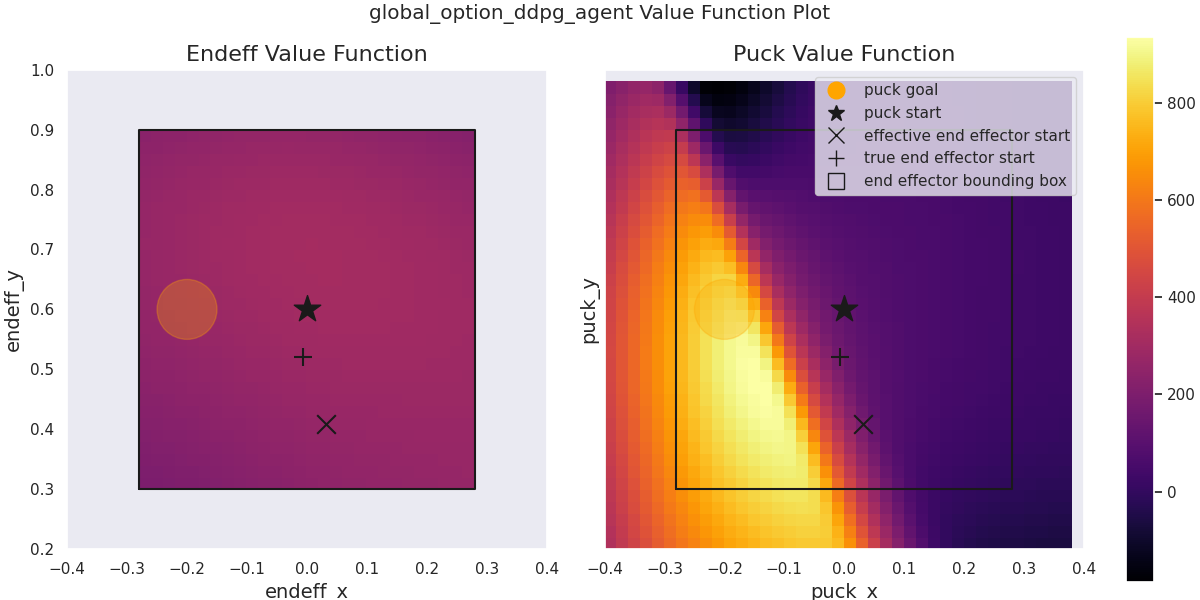 global_option_ddpg_agent Value Function Plot
Endeff Value Function
1.0
0.9
0.8
0.7
0.6
0.5
0.4
0.3
0.2
endeff_y
−0.4 −0.3 −0.2 −0.1 0.0 0.1 0.2 0.3 0.4
endeff_x
Puck Value Function
puck goal
puck start
effective end effector start
true end effector start
end effector bounding box
puck_y
−0.4 −0.3 −0.2 −0.1 0.0 0.1 0.2 0.3 0.4
puck_x
800
600
400
200
0